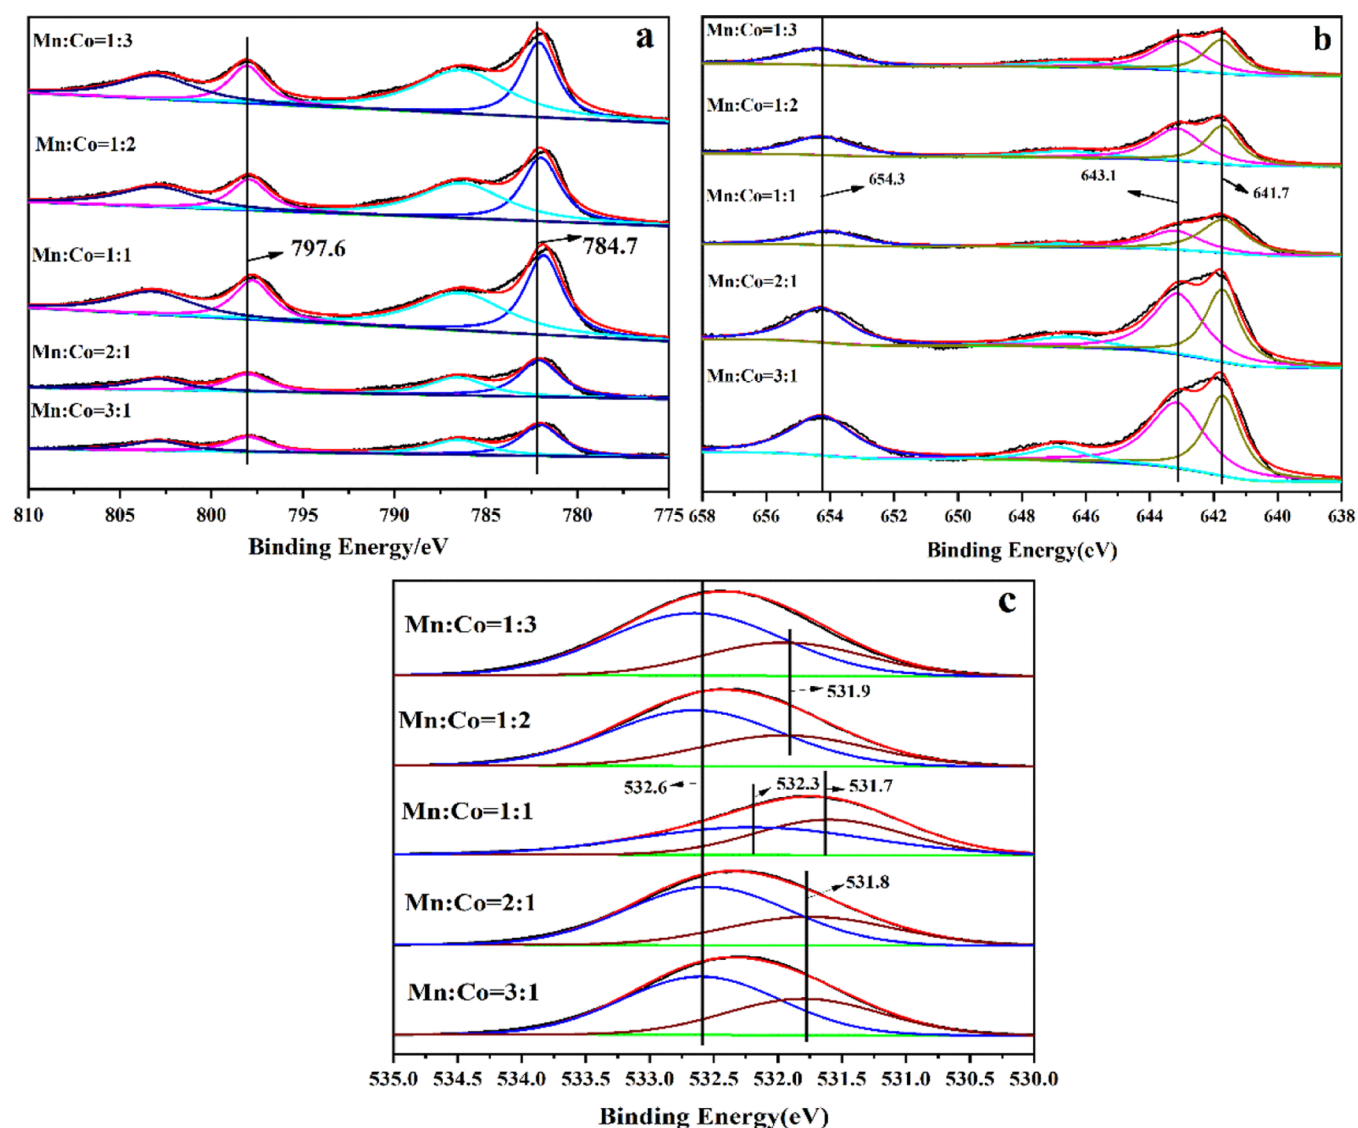 a
Mn:Co=1:3
Mn:Co=1:2
Mn:Co=1:1
797.6
784.7
Mn:Co=2:1
Mn:Co=3:1
810 805 800 795 790 785 780 775
Binding Energy/eV
b
Mn:Co=1:3
Mn:Co=1:2
654.3
643.1
641.7
Mn:Co=1:1
Mn:Co=2:1
Mn:Co=3:1
658 656 654 652 650 648 646 644 642 640 638
Binding Energy(eV)
c
Mn:Co=1:3
531.9
Mn:Co=1:2
532.6
532.3
531.7
Mn:Co=1:1
531.8
Mn:Co=2:1
Mn:Co=3:1
535.0 534.5 534.0 533.5 533.0 532.5 532.0 531.5 531.0 530.5 530.0
Binding Energy(eV)